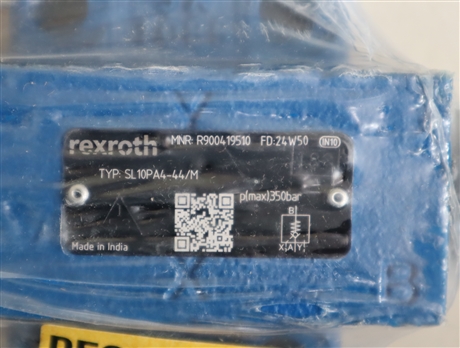 rexroth MNR: R900419510 FD: 24W50 IN10
TYP: SL10PA4-44/M
p(max)350bar
B
X A Y
Made in India
B